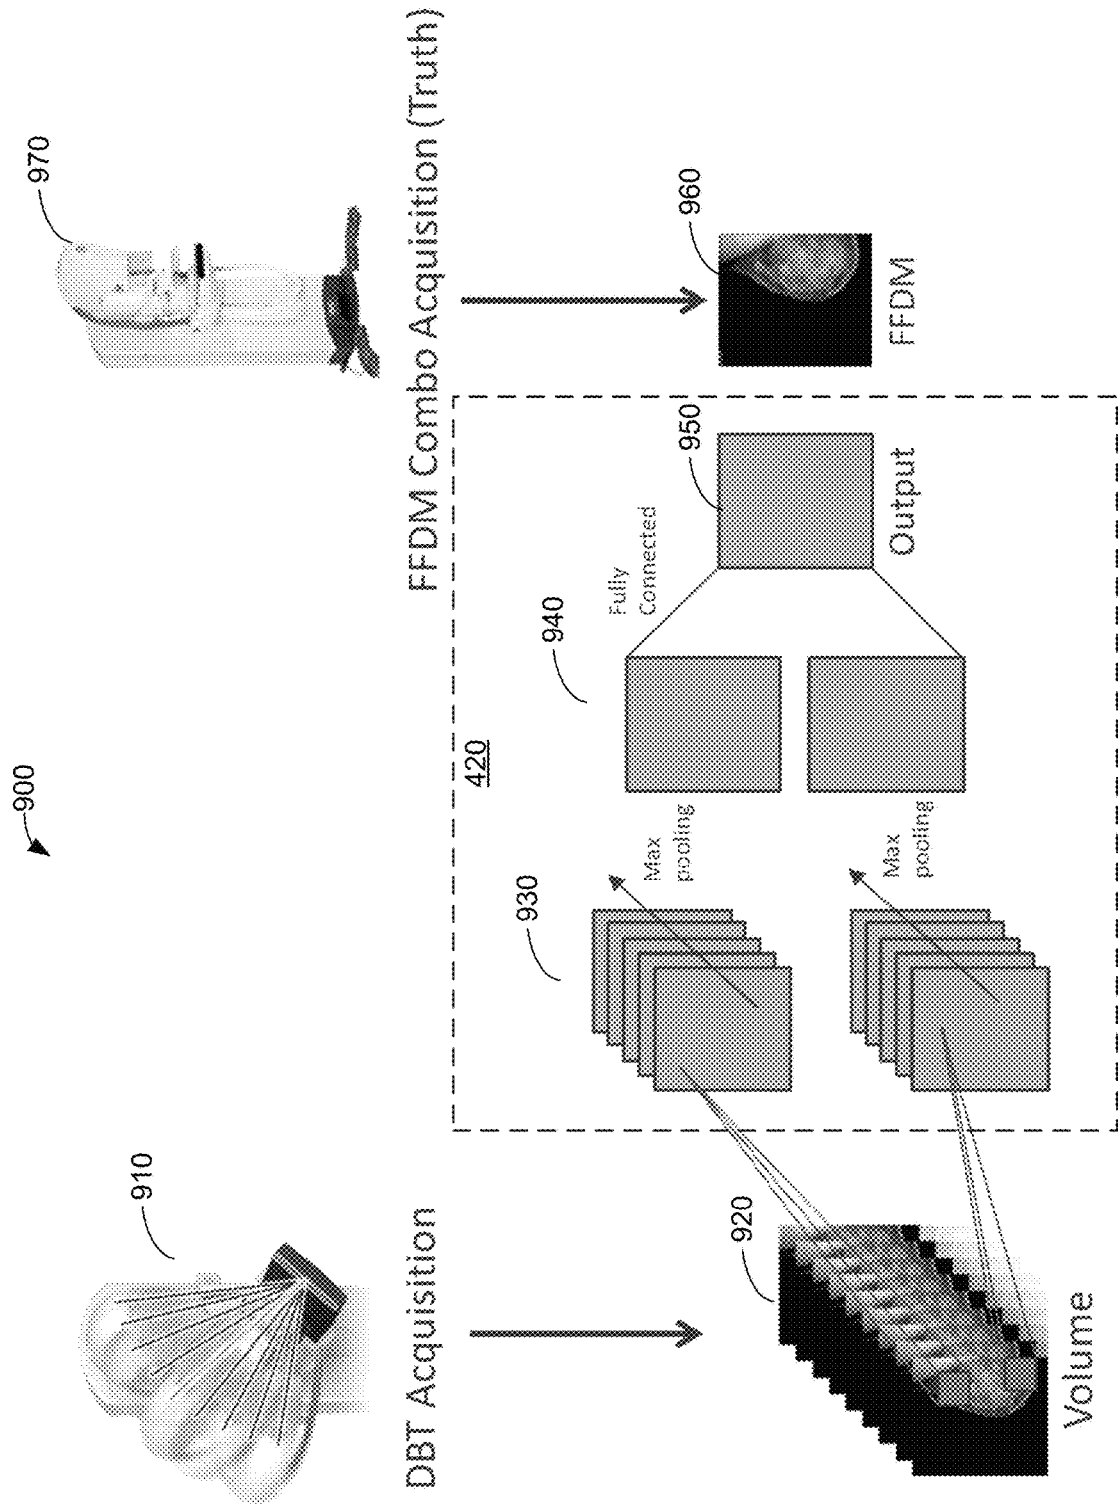 900
910
DBT Acquisition
920
Volume
420
930
Max
pooling
Max
pooling
940
Fully
Connected
950
Output
970
FFDM Combo Acquisition (Truth)
960
FFDM